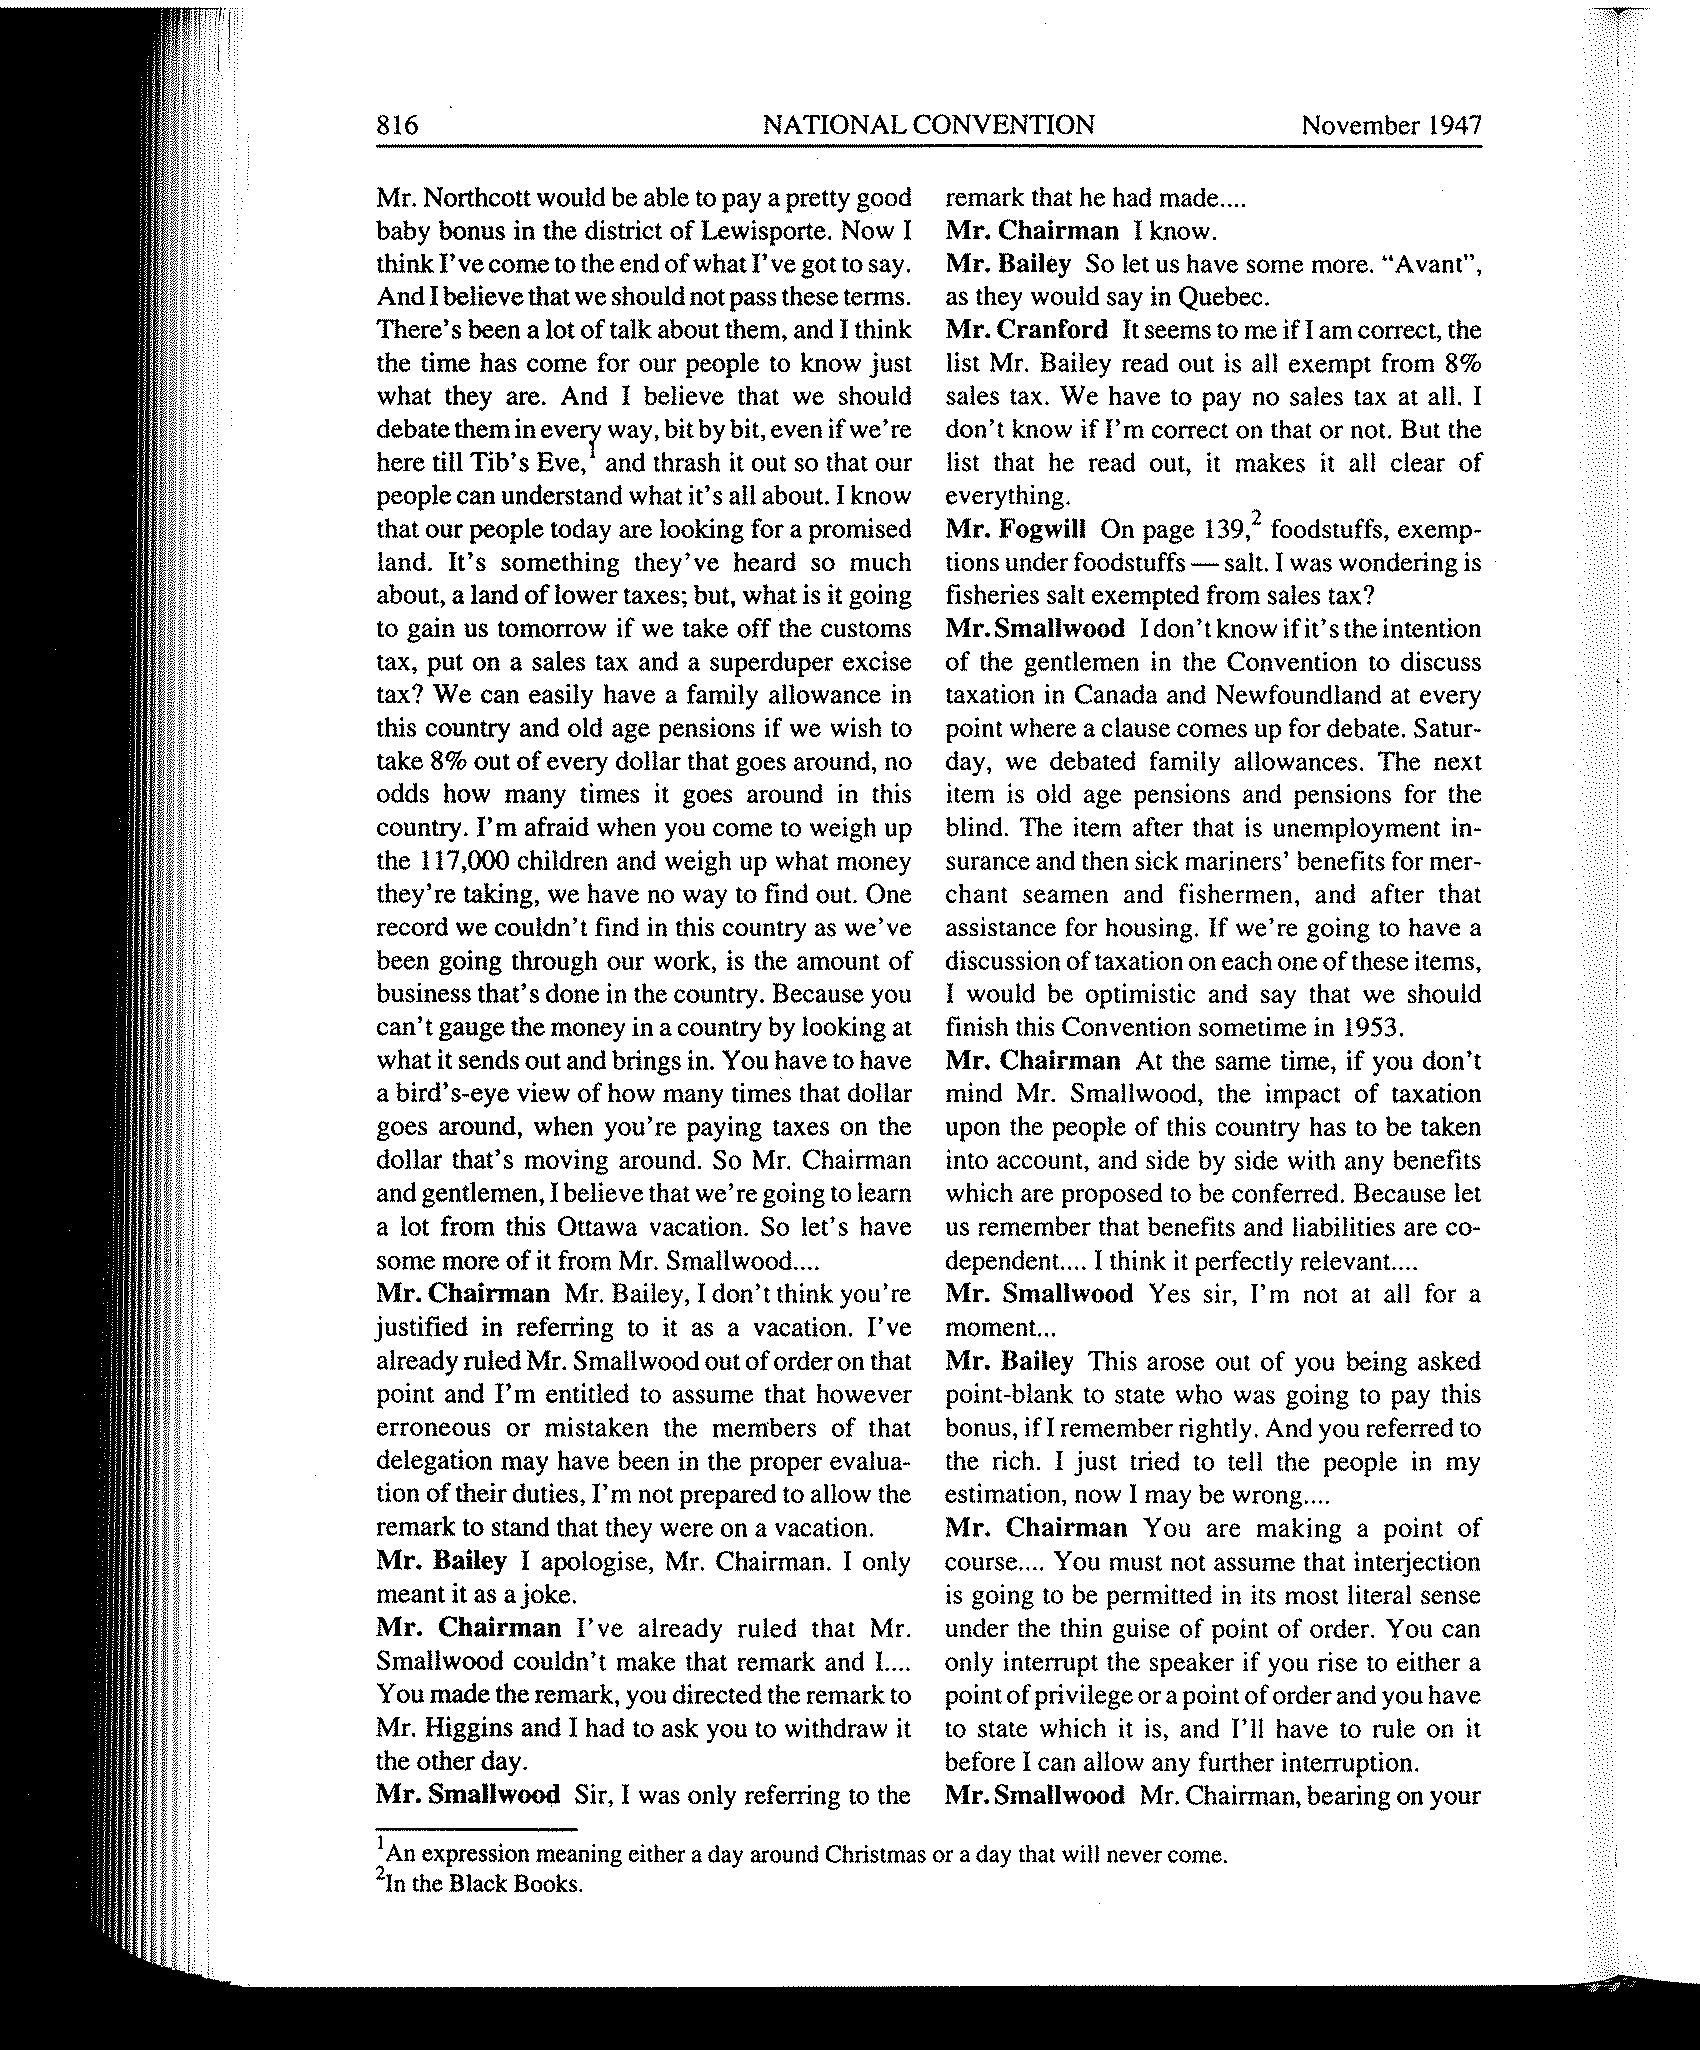 816 NATIONAL CONVENTION November 1947
Mr. Northcott would be able to pay a pretty good
baby bonus in the district of Lewisporte. Now I
think I've come to the end of what I've got to say.
And I believe that we should not pass these terms.
There's been a lot of talk about them, and I think
the time has come for our people to know just
what they are. And I believe that we should
debate them in every way, bit by bit, even if we're
here till Tib's Eve,¹ and thrash it out so that our
people can understand what it's all about. I know
that our people today are looking for a promised
land. It's something they've heard so much
about, a land of lower taxes; but, what is it going
to gain us tomorrow if we take off the customs
tax, put on a sales tax and a superduper excise
tax? We can easily have a family allowance in
this country and old age pensions if we wish to
take 8% out of every dollar that goes around, no
odds how many times it goes around in this
country. I'm afraid when you come to weigh up
the 117,000 children and weigh up what money
they're taking, we have no way to find out. One
record we couldn't find in this country as we've
been going through our work, is the amount of
business that's done in the country. Because you
can't gauge the money in a country by looking at
what it sends out and brings in. You have to have
a bird's-eye view of how many times that dollar
goes around, when you're paying taxes on the
dollar that's moving around. So Mr. Chairman
and gentlemen, I believe that we're going to learn
a lot from this Ottawa vacation. So let's have
some more of it from Mr. Smallwood....
Mr. Chairman Mr. Bailey, I don't think you're
justified in referring to it as a vacation. I've
already ruled Mr. Smallwood out of order on that
point and I'm entitled to assume that however
erroneous or mistaken the members of that
delegation may have been in the proper evalua-
tion of their duties, I'm not prepared to allow the
remark to stand that they were on a vacation.
Mr. Bailey I apologise, Mr. Chairman. I only
meant it as a joke.
Mr. Chairman I've already ruled that Mr.
Smallwood couldn't make that remark and I....
You made the remark, you directed the remark to
Mr. Higgins and I had to ask you to withdraw it
the other day.
Mr. Smallwood Sir, I was only referring to the
remark that he had made....
Mr. Chairman I know.
Mr. Bailey So let us have some more. "Avant",
as they would say in Quebec.
Mr. Cranford It seems to me if I am correct, the
list Mr. Bailey read out is all exempt from 8%
sales tax. We have to pay no sales tax at all. I
don't know if I'm correct on that or not. But the
list that he read out, it makes it all clear of
everything.
Mr. Fogwill On page 139,² foodstuffs, exemp-
tions under foodstuffs — salt. I was wondering is
fisheries salt exempted from sales tax?
Mr. Smallwood I don't know if it's the intention
of the gentlemen in the Convention to discuss
taxation in Canada and Newfoundland at every
point where a clause comes up for debate. Satur-
day, we debated family allowances. The next
item is old age pensions and pensions for the
blind. The item after that is unemployment in-
surance and then sick mariners' benefits for mer-
chant seamen and fishermen, and after that
assistance for housing. If we're going to have a
discussion of taxation on each one of these items,
I would be optimistic and say that we should
finish this Convention sometime in 1953.
Mr. Chairman At the same time, if you don't
mind Mr. Smallwood, the impact of taxation
upon the people of this country has to be taken
into account, and side by side with any benefits
which are proposed to be conferred. Because let
us remember that benefits and liabilities are co-
dependent.... I think it perfectly relevant....
Mr. Smallwood Yes sir, I'm not at all for a
moment...
Mr. Bailey This arose out of you being asked
point-blank to state who was going to pay this
bonus, if I remember rightly. And you referred to
the rich. I just tried to tell the people in my
estimation, now I may be wrong....
Mr. Chairman You are making a point of
course.... You must not assume that interjection
is going to be permitted in its most literal sense
under the thin guise of point of order. You can
only interrupt the speaker if you rise to either a
point of privilege or a point of order and you have
to state which it is, and I'll have to rule on it
before I can allow any further interruption.
Mr. Smallwood Mr. Chairman, bearing on your
¹An expression meaning either a day around Christmas or a day that will never come.
²In the Black Books.